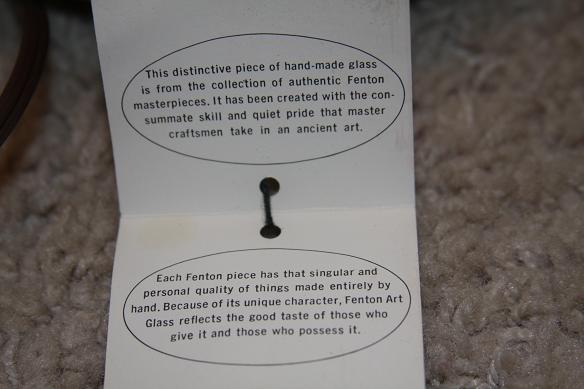 This distinctive piece of hand-made glass
is from the collection of authentic Fenton
masterpieces. It has been created with the con-
summate skill and quiet pride that master
craftsmen take in an ancient art.
Each Fenton piece has that singular and
personal quality of things made entirely by
hand. Because of its unique character, Fenton Art
Glass reflects the good taste of those who
give it and those who possess it.